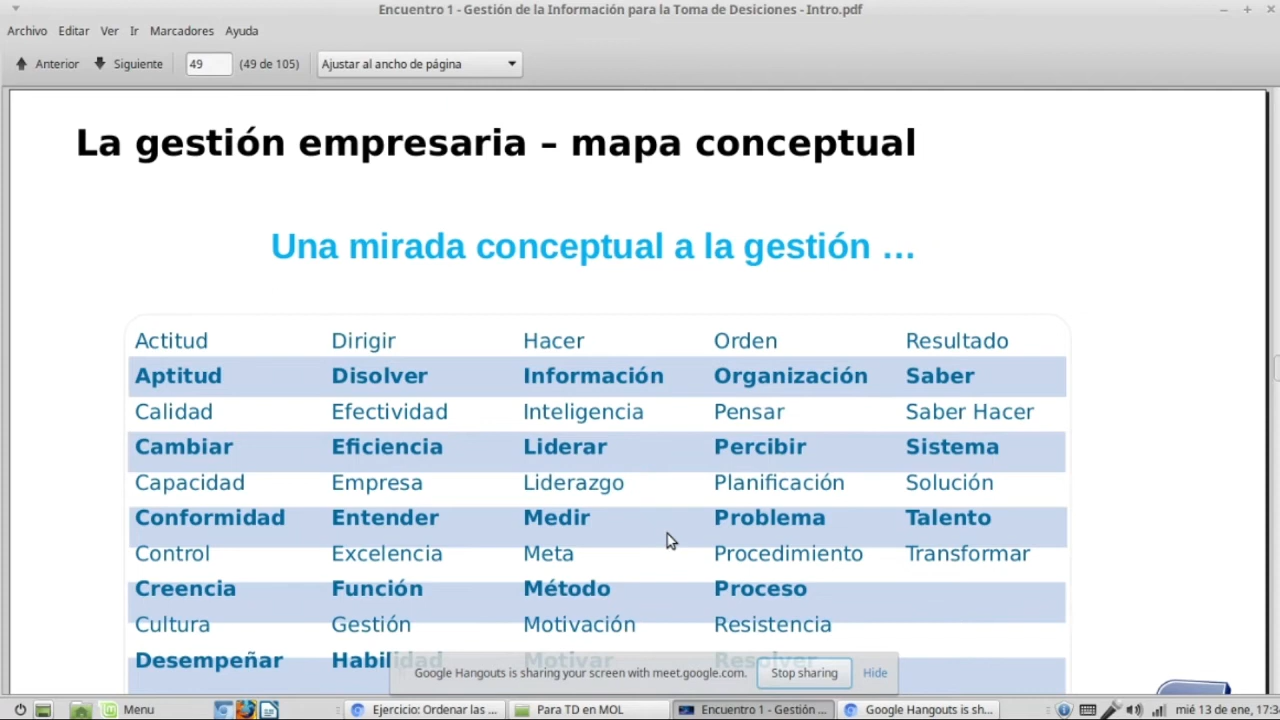 Encuentro 1 - Gestión de la Información para la Toma de Desiciones - Intro.pdf
Archivo Editar Ver Ir Marcadores Ayuda
Anterior Siguiente 49 (49 de 105) Ajustar al ancho de página
La gestión empresaria – mapa conceptual
Una mirada conceptual a la gestión ...
Actitud Dirigir Hacer Orden Resultado
Aptitud Disolver Información Organización Saber
Calidad Efectividad Inteligencia Pensar Saber Hacer
Cambiar Eficiencia Liderar Percibir Sistema
Capacidad Empresa Liderazgo Planificación Solución
Conformidad Entender Medir Problema Talento
Control Excelencia Meta Procedimiento Transformar
Creencia Función Método Proceso
Cultura Gestión Motivación Resistencia
Desempeñar Habilidad Motivar Resolver
Google Hangouts is sharing your screen with meet.google.com. Stop sharing Hide
Menu Ejercicio: Ordenar las ... Para TD en MOL Encuentro 1 - Gestión ... Google Hangouts is sh... mié 13 de ene, 17:3